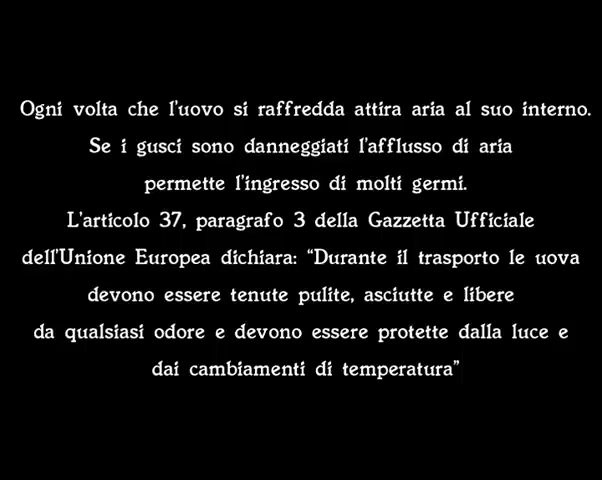 Ogni volta che l'uovo si raffredda attira aria al suo interno.
Se i gusci sono danneggiati l'afflusso di aria
permette l'ingresso di molti germi.
L'articolo 37, paragrafo 3 della Gazzetta Ufficiale
dell'Unione Europea dichiara: “Durante il trasporto le uova
devono essere tenute pulite, asciutte e libere
da qualsiasi odore e devono essere protette dalla luce e
dai cambiamenti di temperatura”